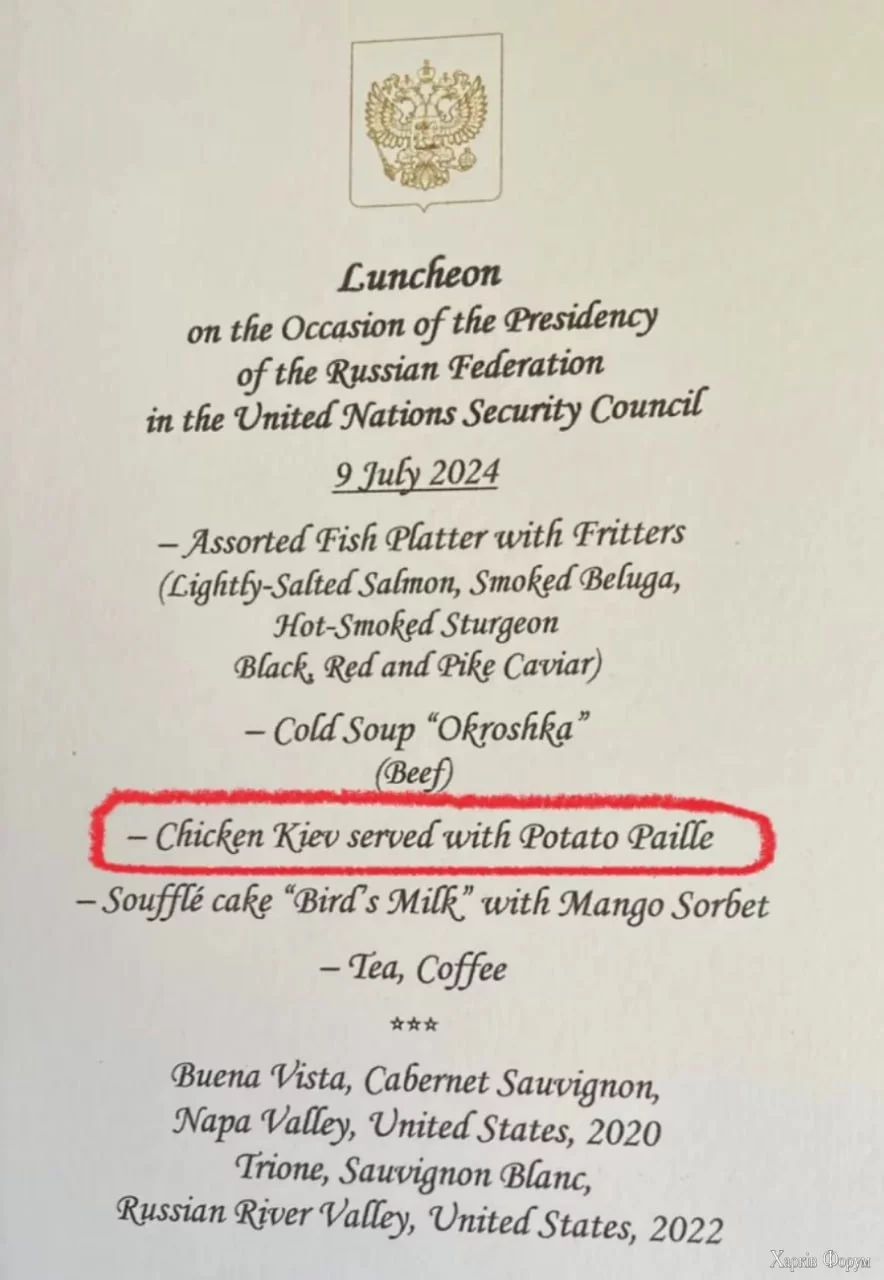 Luncheon
on the Occasion of the Presidency
of the Russian Federation
in the United Nations Security Council
9 July 2024
– Assorted Fish Platter with Fritters
(Lightly-Salted Salmon, Smoked Beluga,
Hot-Smoked Sturgeon
Black, Red and Pike Caviar)
– Cold Soup “Okroshka”
(Beef)
– Chicken Kiev served with Potato Paille
– Soufflé cake “Bird's Milk” with Mango Sorbet
– Tea, Coffee
☆☆☆
Buena Vista, Cabernet Sauvignon,
Napa Valley, United States, 2020
Trione, Sauvignon Blanc,
Russian River Valley, United States, 2022
Харків Форум